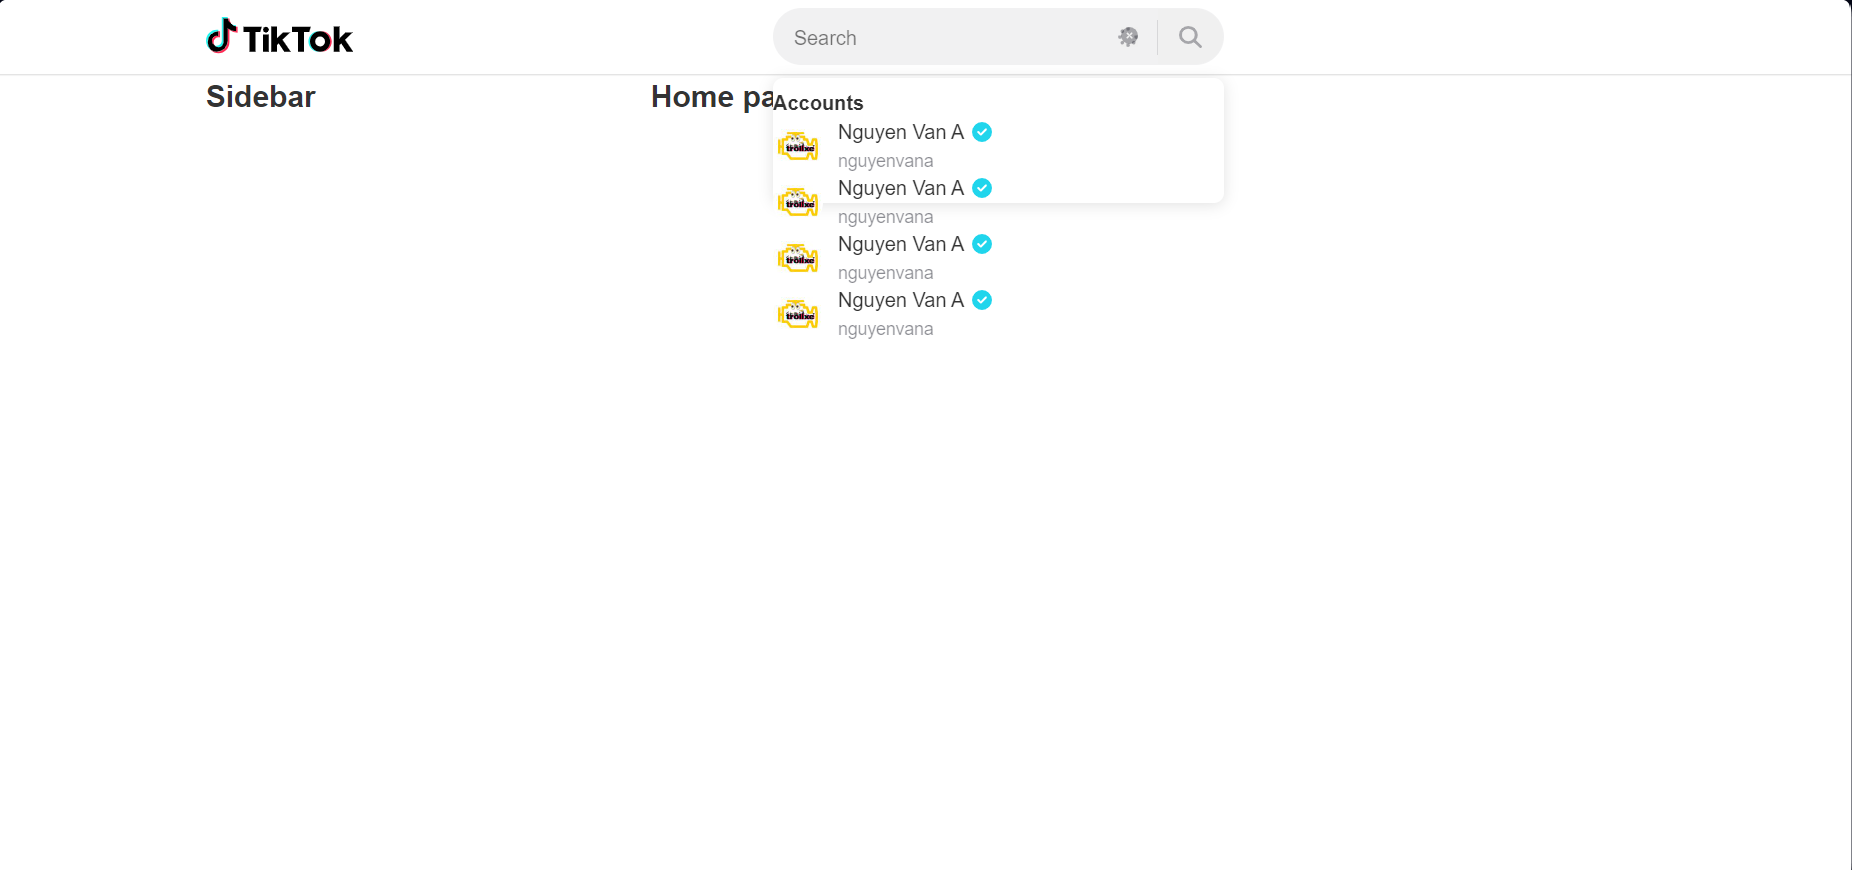 TikTok
Search
Sidebar
Home pa
Accounts
Nguyen Van A
nguyenvana
Nguyen Van A
nguyenvana
Nguyen Van A
nguyenvana
Nguyen Van A
nguyenvana